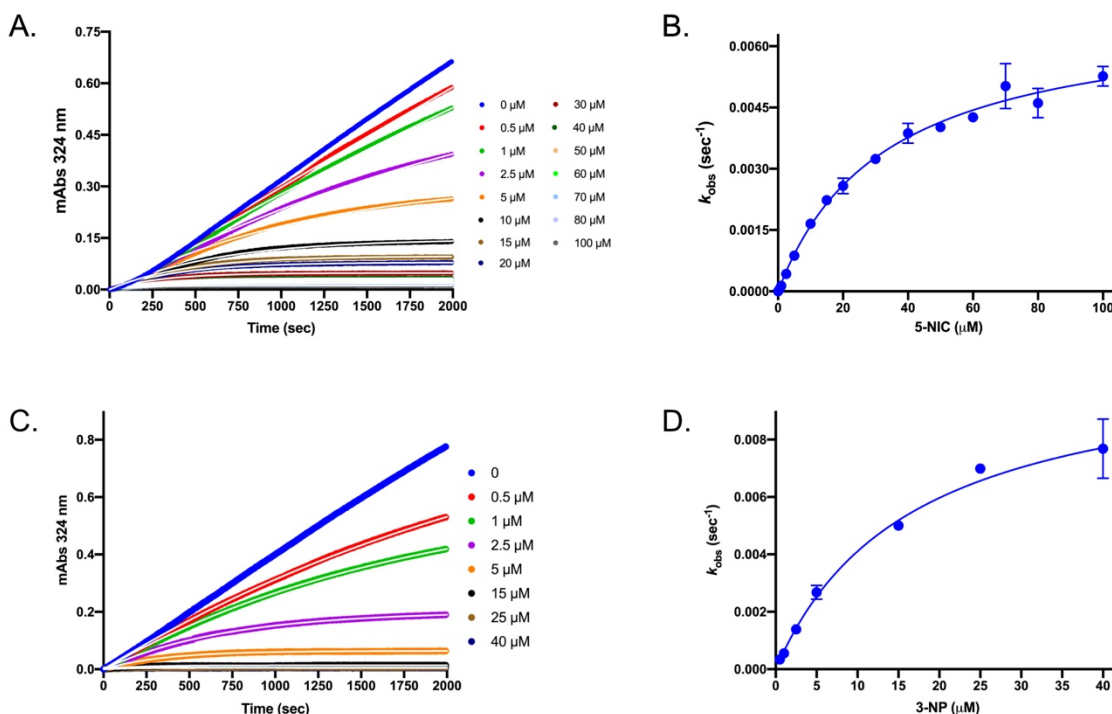 A.
mAbs 324 nm
0.75
0.60
0.45
0.30
0.15
0.00
0 250 500 750 1000 1250 1500 1750 2000
Time (sec)
0 µM
0.5 µM
1 µM
2.5 µM
5 µM
10 µM
15 µM
20 µM
30 µM
40 µM
50 µM
60 µM
70 µM
80 µM
100 µM
B.
kobs (sec-1)
0.0060
0.0045
0.0030
0.0015
0.0000
0 20 40 60 80 100
5-NIC (µM)
C.
mAbs 324 nm
0.8
0.6
0.4
0.2
0.0
0 250 500 750 1000 1250 1500 1750 2000
Time (sec)
0
0.5 µM
1 µM
2.5 µM
5 µM
15 µM
25 µM
40 µM
D.
kobs (sec-1)
0.008
0.006
0.004
0.002
0.000
0 5 10 15 20 25 30 35 40
3-NP (µM)